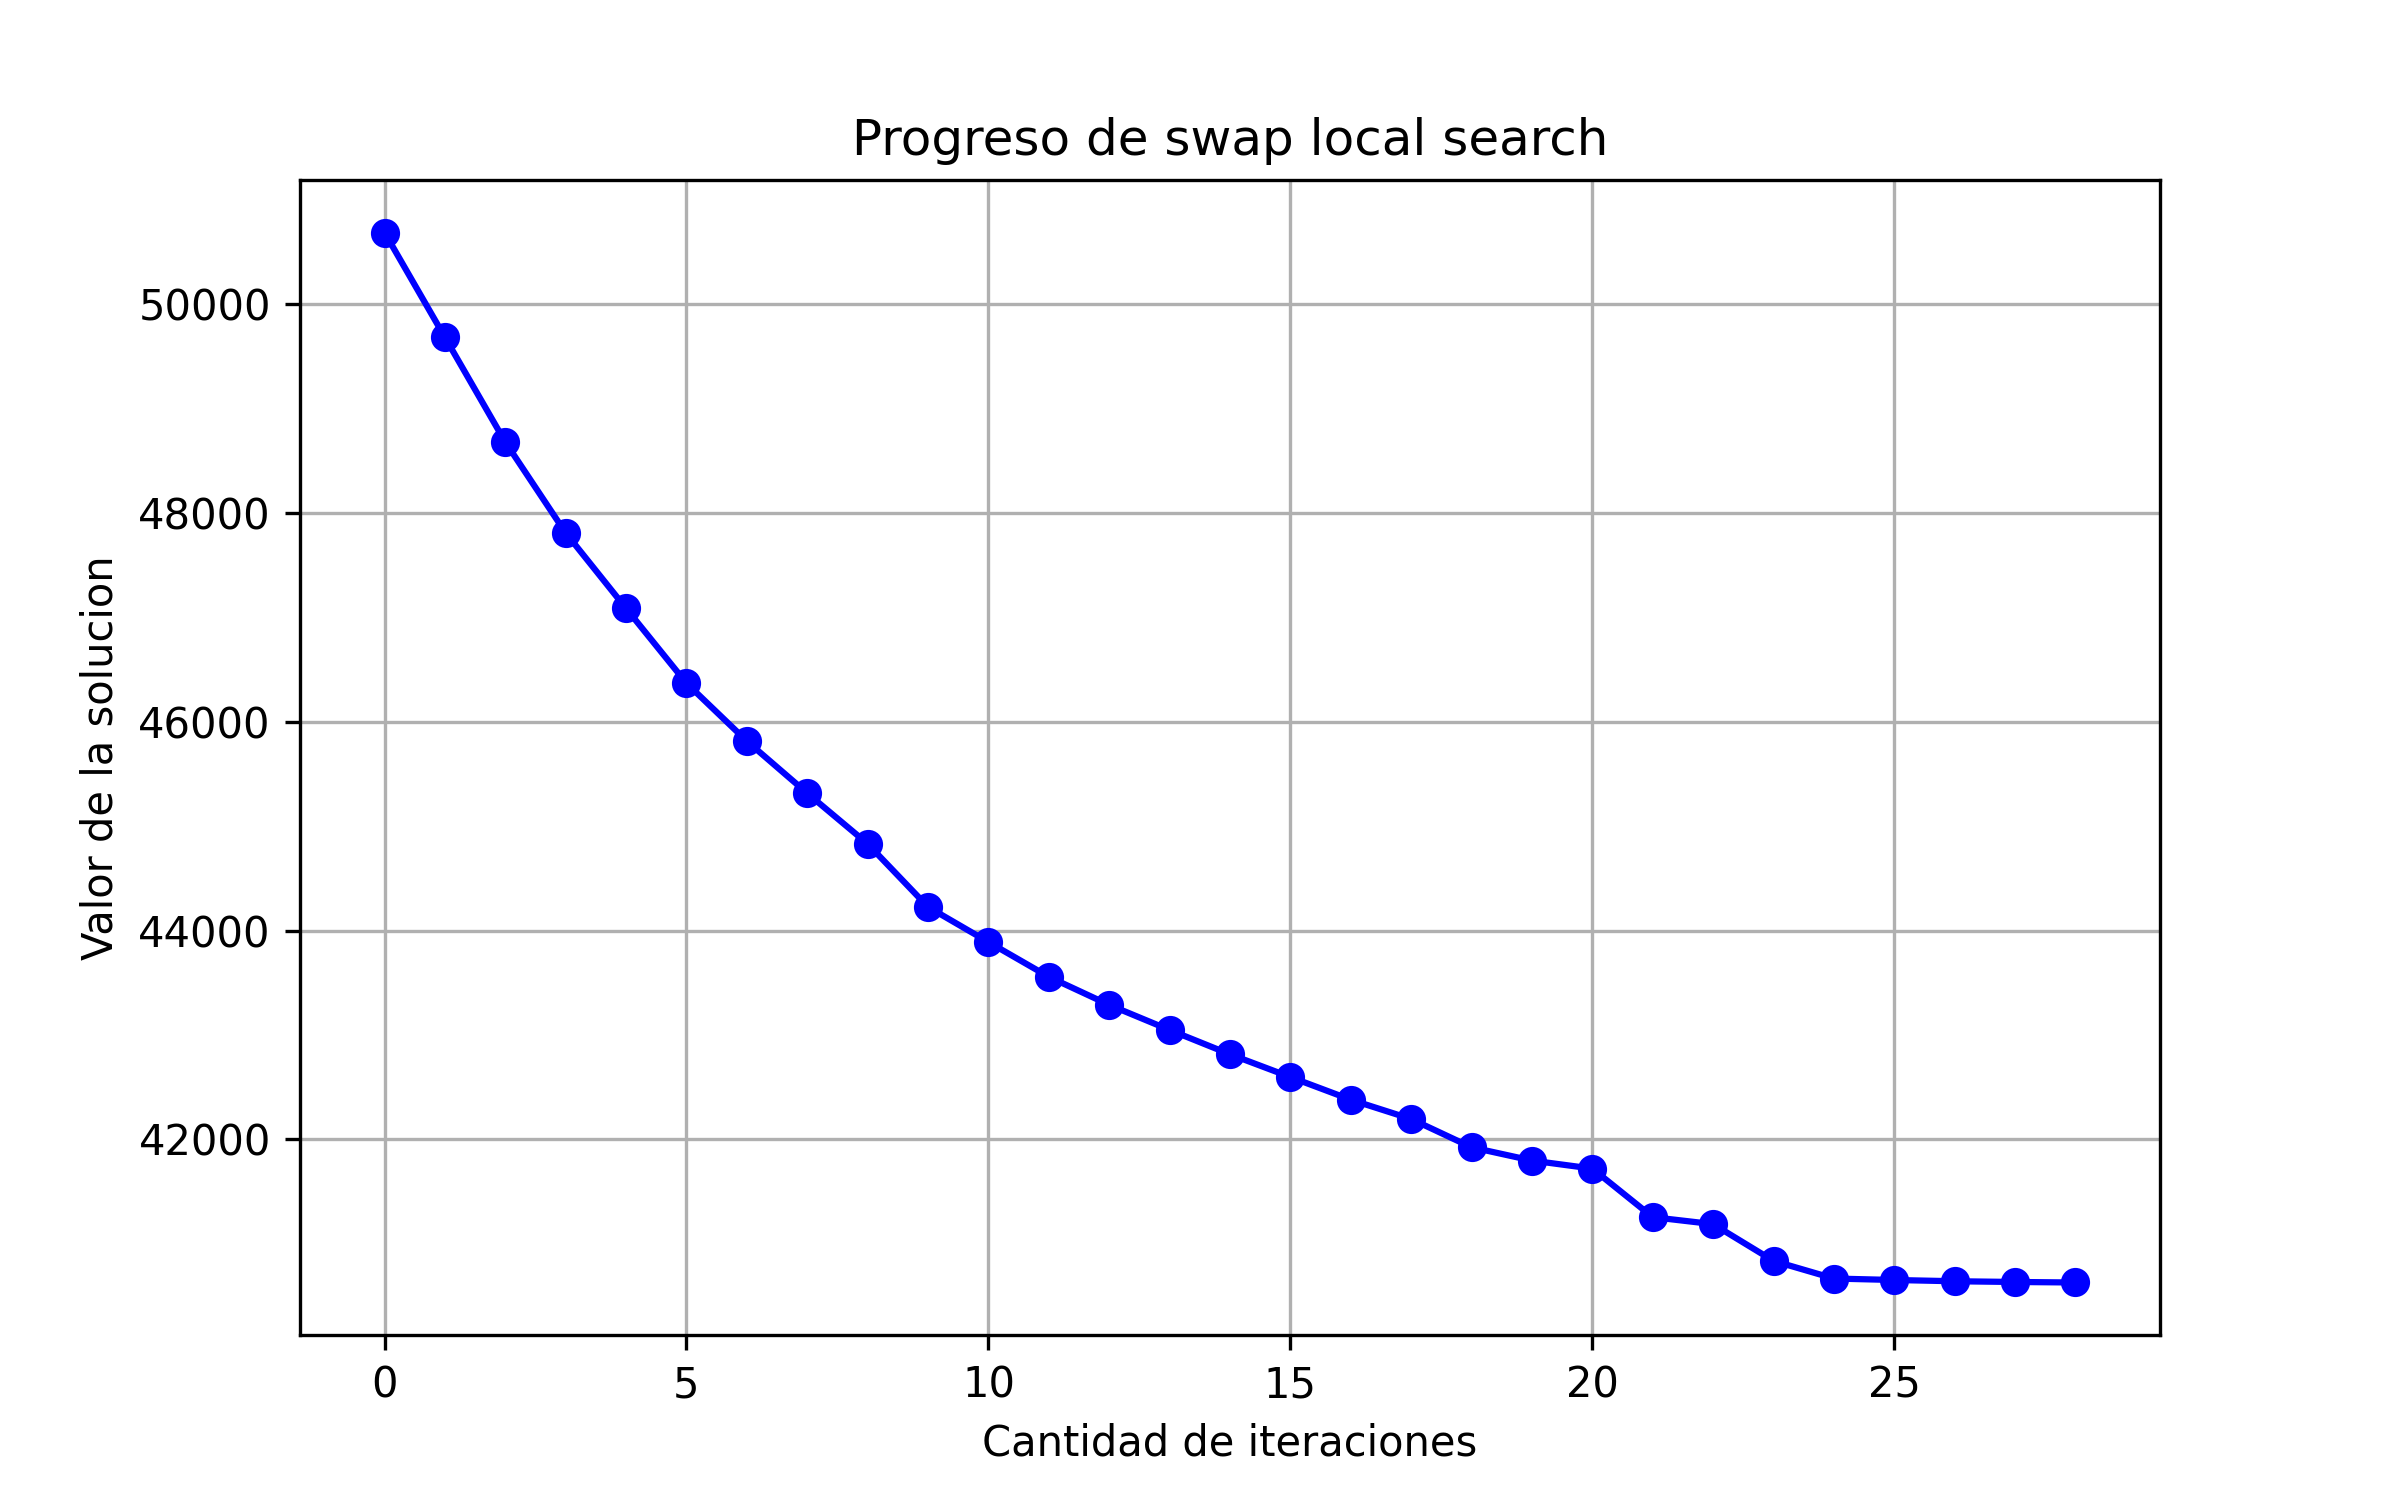 Progreso de swap local search
50000
48000
46000
44000
42000
Valor de la solucion
0 5 10 15 20 25
Cantidad de iteraciones